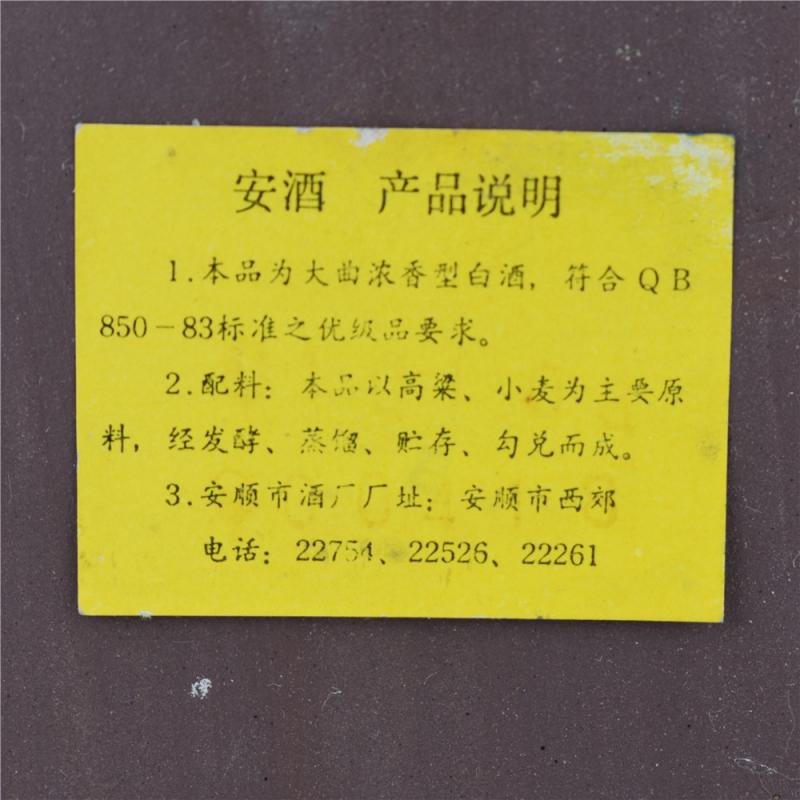 安酒　产品说明
1.本品为大曲浓香型白酒，符合QB
850-83标准之优级品要求。
2.配料：本品以高粱、小麦为主要原
料，经发酵、蒸馏、贮存、勾兑而成。
3.安顺市酒厂厂址：安顺市西郊
电话：22754、22526、22261